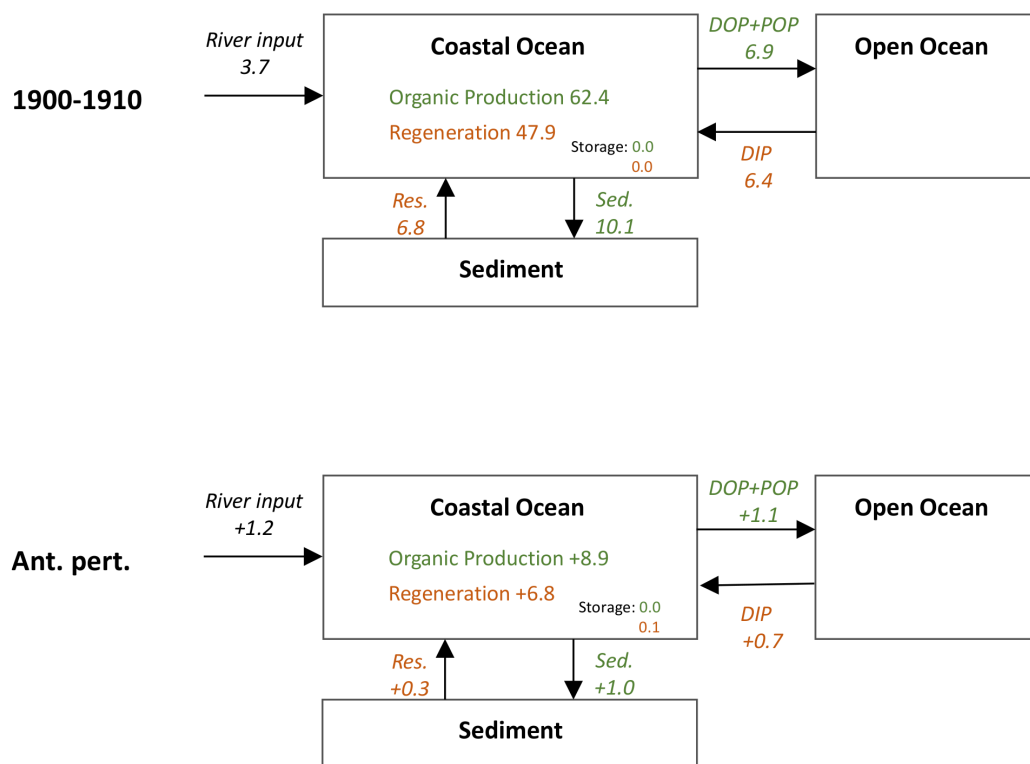 1900-1910
River input
3.7
Coastal Ocean
Organic Production 62.4
Regeneration 47.9
Storage: 0.0
0.0
DOP+POP
6.9
DIP
6.4
Open Ocean
Res.
6.8
Sed.
10.1
Sediment
Ant. pert.
River input
+1.2
Coastal Ocean
Organic Production +8.9
Regeneration +6.8
Storage: 0.0
0.1
DOP+POP
+1.1
DIP
+0.7
Open Ocean
Res.
+0.3
Sed.
+1.0
Sediment